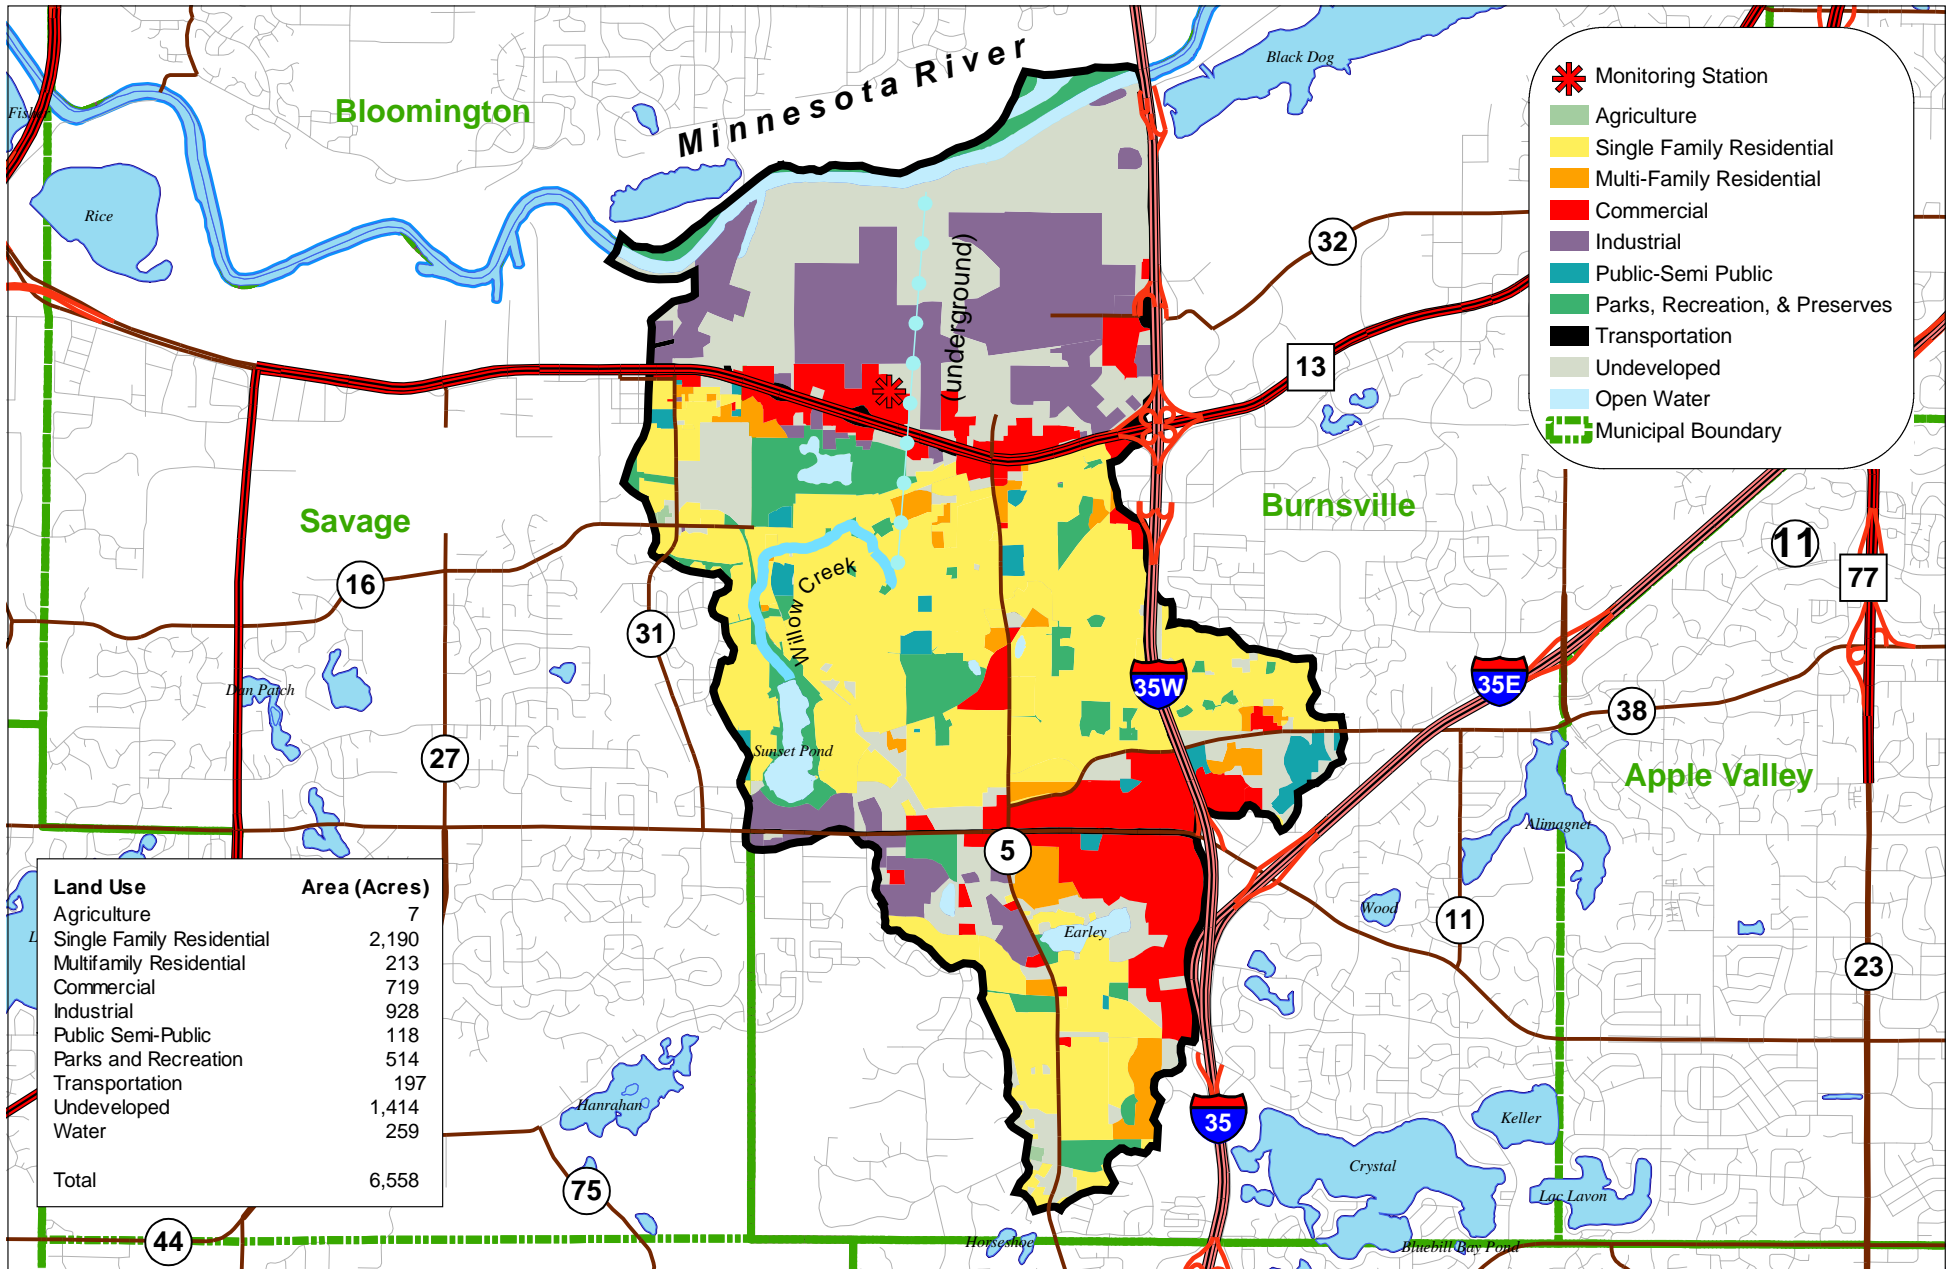 Minnesota River
Black Dog
Bloomington
Fish
Rice
Monitoring Station
Agriculture
Single Family Residential
Multi-Family Residential
Commercial
Industrial
Public-Semi Public
Parks, Recreation, & Preserves
Transportation
Undeveloped
Open Water
Municipal Boundary
32
(underground)
13
Savage
Burnsville
11
77
16
31
Willow Creek
Dan Patch
35W
35E
38
27
Sunset Pond
Apple Valley
Alimagnet
5
Wood
11
Earley
23
L
Land Use Area (Acres)
Agriculture 7
Single Family Residential 2,190
Multifamily Residential 213
Commercial 719
Industrial 928
Public Semi-Public 118
Parks and Recreation 514
Transportation 197
Undeveloped 1,414
Water 259
Total 6,558
Hanrahan
35
Keller
Crystal
Lac Lavon
75
44
Horseshoe
Bluebill Bay Pond